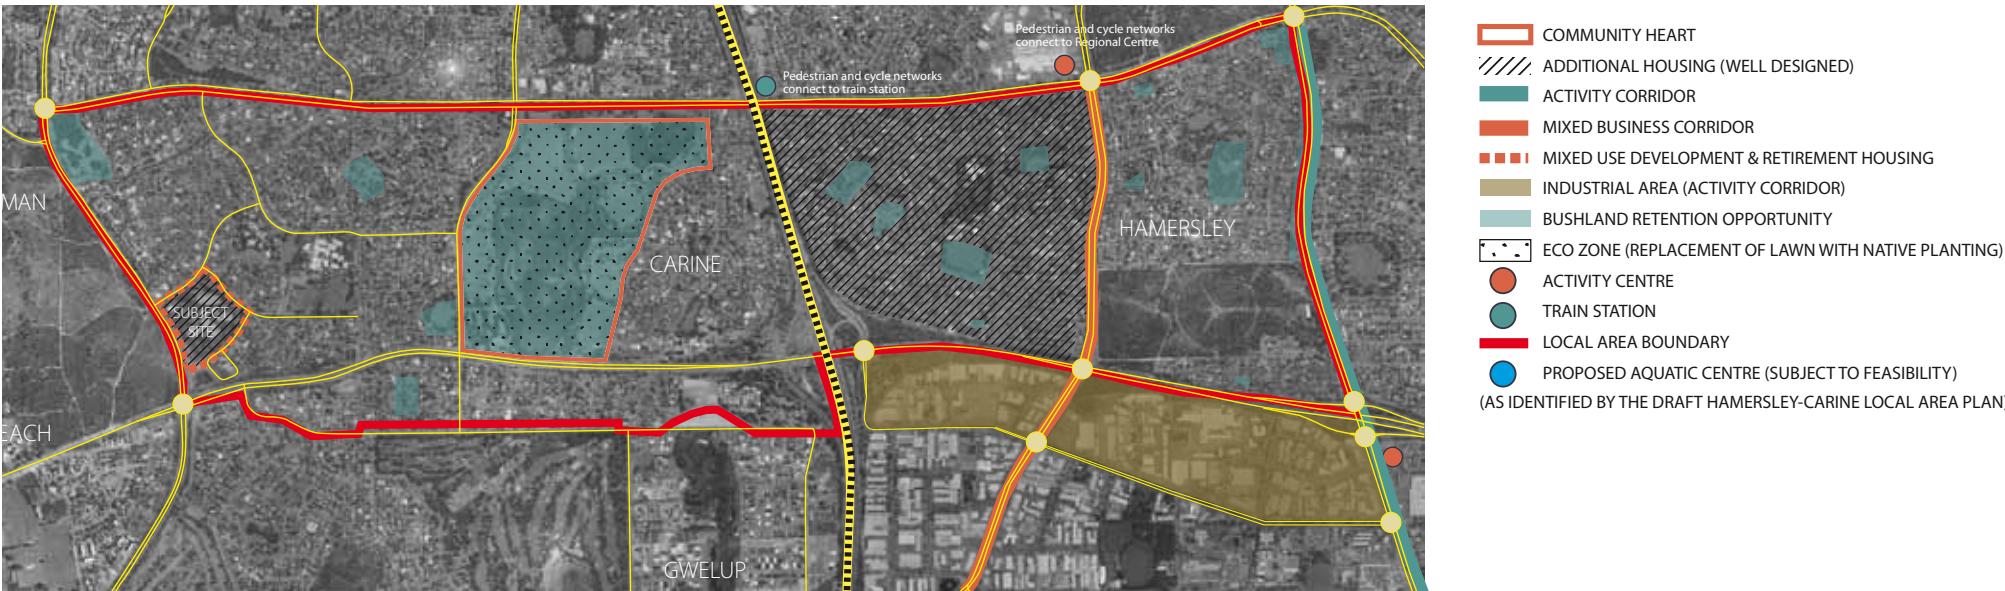 Pedestrian and cycle networks
connect to Regional Centre
Pedestrian and cycle networks
connect to train station
MAN
HAMERSLEY
CARINE
SUBJECT
SITE
EACH
GWELUP
COMMUNITY HEART
ADDITIONAL HOUSING (WELL DESIGNED)
ACTIVITY CORRIDOR
MIXED BUSINESS CORRIDOR
MIXED USE DEVELOPMENT & RETIREMENT HOUSING
INDUSTRIAL AREA (ACTIVITY CORRIDOR)
BUSHLAND RETENTION OPPORTUNITY
ECO ZONE (REPLACEMENT OF LAWN WITH NATIVE PLANTING)
ACTIVITY CENTRE
TRAIN STATION
LOCAL AREA BOUNDARY
PROPOSED AQUATIC CENTRE (SUBJECT TO FEASIBILITY)
(AS IDENTIFIED BY THE DRAFT HAMERSLEY-CARINE LOCAL AREA PLAN)